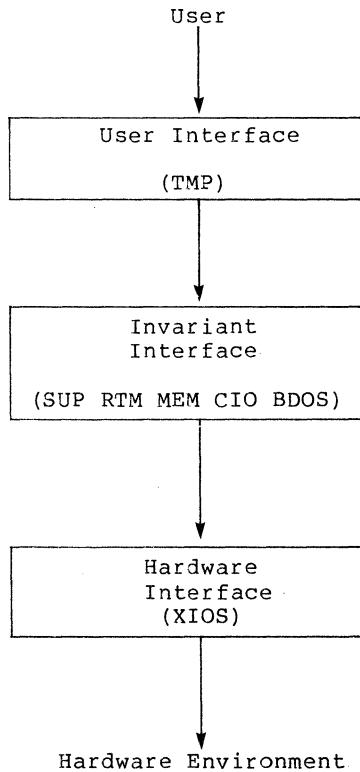 User
User Interface
(TMP)
Invariant
Interface
(SUP RTM MEM CIO BDOS)
Hardware
Interface
(XIOS)
Hardware Environment